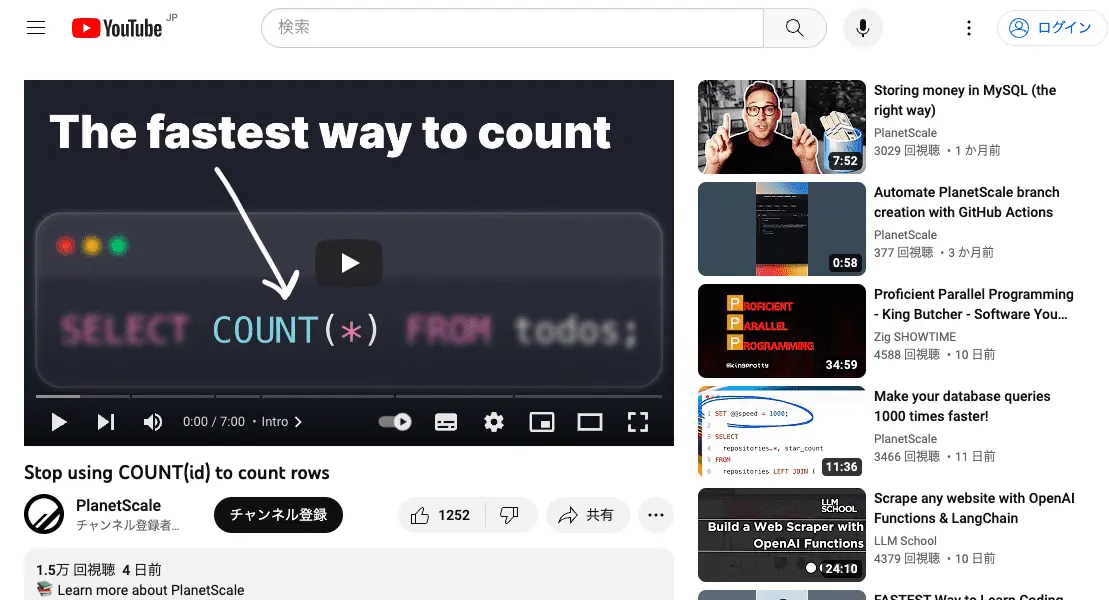 YouTube JP
検索
ログイン
The fastest way to count
SELECT COUNT(*) FROM todos;
0:00 / 7:00 • Intro
Stop using COUNT(id) to count rows
PlanetScale
チャンネル登録者...
チャンネル登録
1252
共有
1.5万 回視聴 4 日前
Learn more about PlanetScale
Storing money in MySQL (the
right way)
PlanetScale
3029 回視聴 • 1 か月前
7:52
Automate PlanetScale branch
creation with GitHub Actions
PlanetScale
377 回視聴 • 3 か月前
0:58
PROFICIENT
PARALLEL
PROGRAMMING
@kingprotty
34:59
Proficient Parallel Programming
- King Butcher - Software You...
Zig SHOWTIME
4588 回視聴 • 10 日前
1 SET @@speed = 1000;
2
3 SELECT
4 repositories.*, star_count
5 FROM
6 repositories LEFT JOIN (
11:36
Make your database queries
1000 times faster!
PlanetScale
3466 回視聴 • 11 日前
LLM
SCHOOL
Build a Web Scraper with
OpenAI Functions
24:10
Scrape any website with OpenAI
Functions & LangChain
LLM School
4379 回視聴 • 10 日前
FASTEST Way to Learn Coding